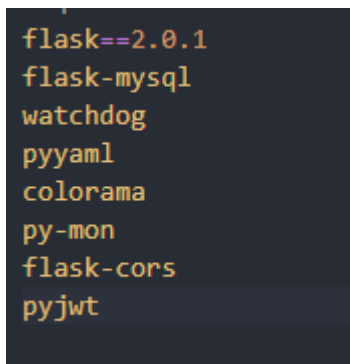 flask==2.0.1
flask-mysql
watchdog
pyyaml
colorama
py-mon
flask-cors
pyjwt